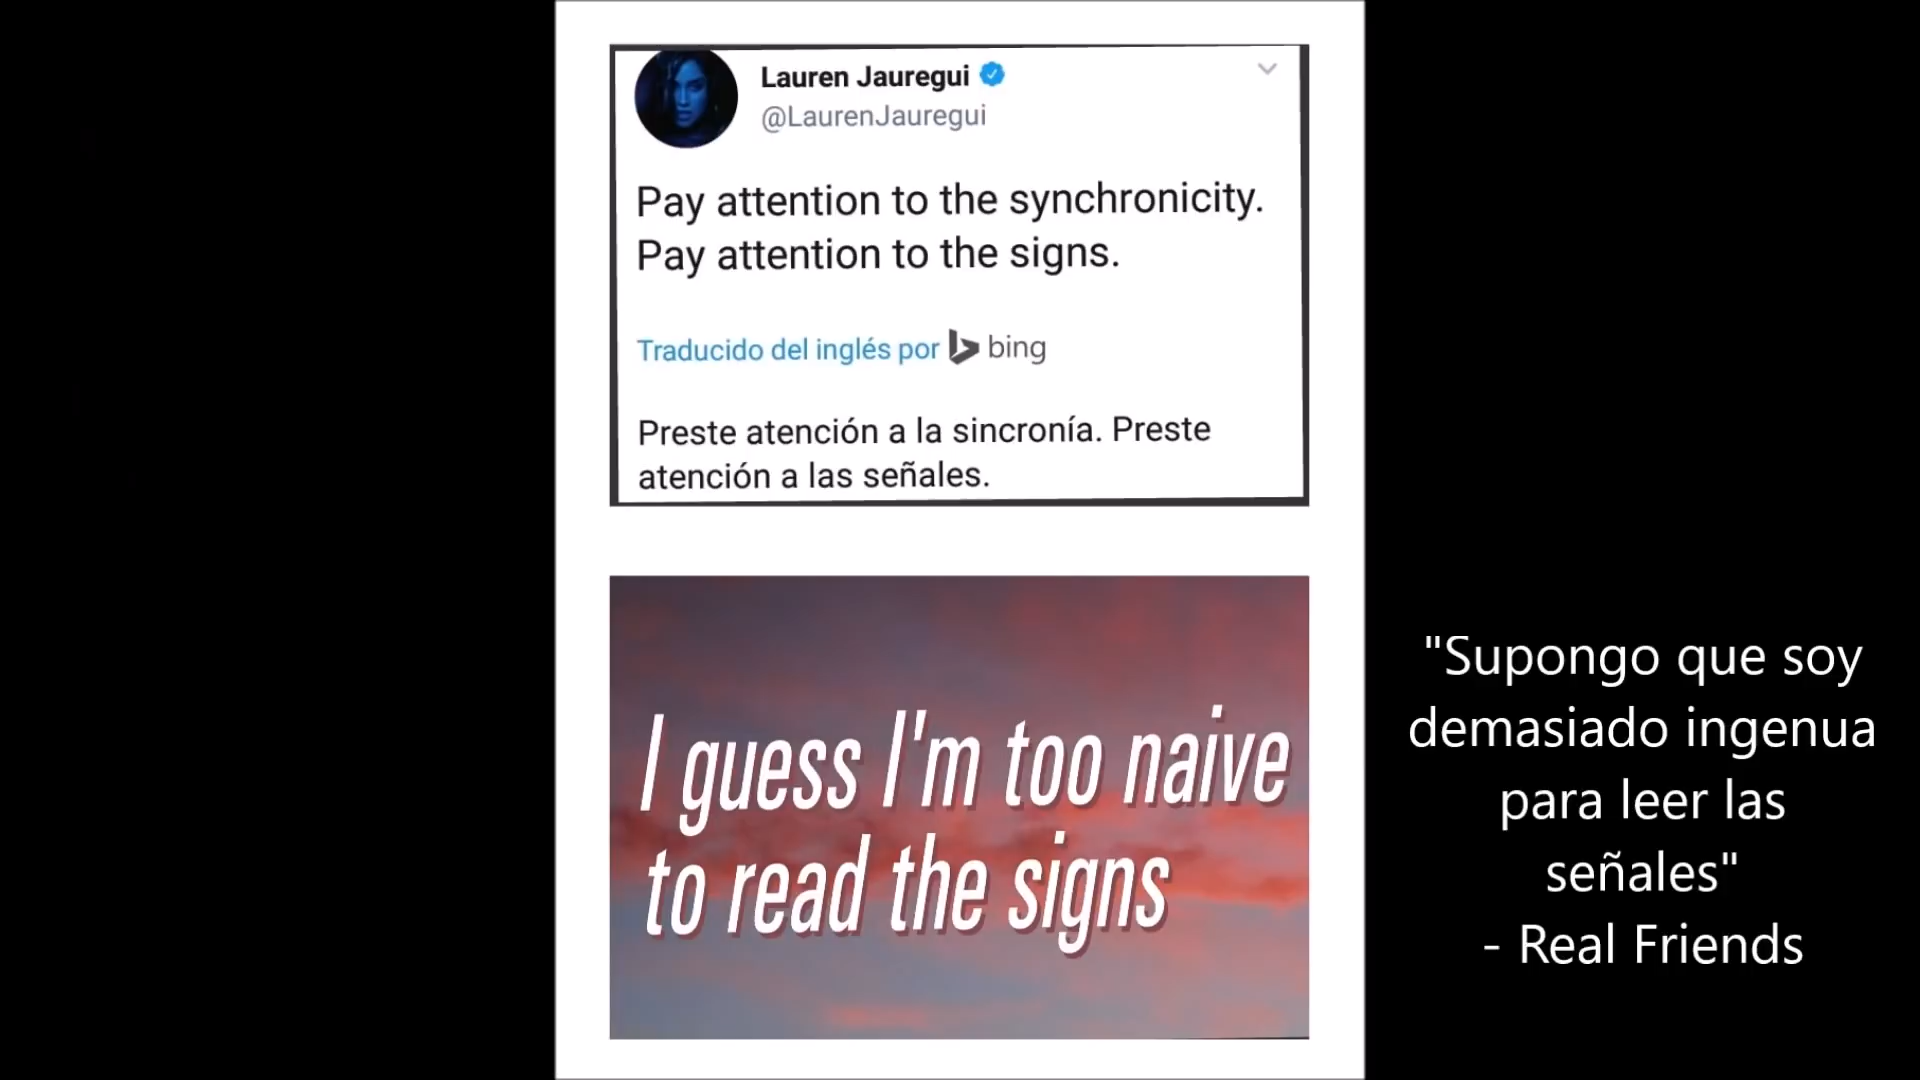 Lauren Jauregui
@LaurenJauregui
Pay attention to the synchronicity.
Pay attention to the signs.
Traducido del inglés por bing
Preste atención a la sincronía. Preste
atención a las señales.
I guess I'm too naive
to read the signs
"Supongo que soy
demasiado ingenua
para leer las
señales"
- Real Friends